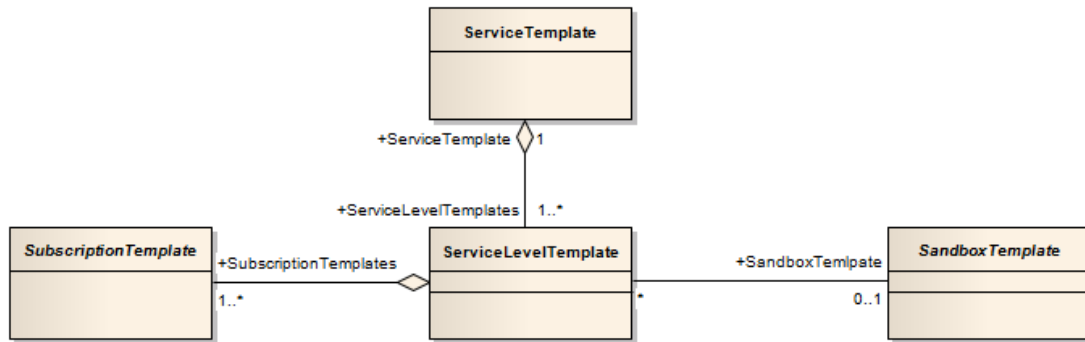 ServiceTemplate
+ServiceTemplate 1
+ServiceLevelTemplates 1..*
SubscriptionTemplate
+SubscriptionTemplates
1..*
ServiceLevelTemplate
*
+SandboxTemlpate
0..1
SandboxTemplate